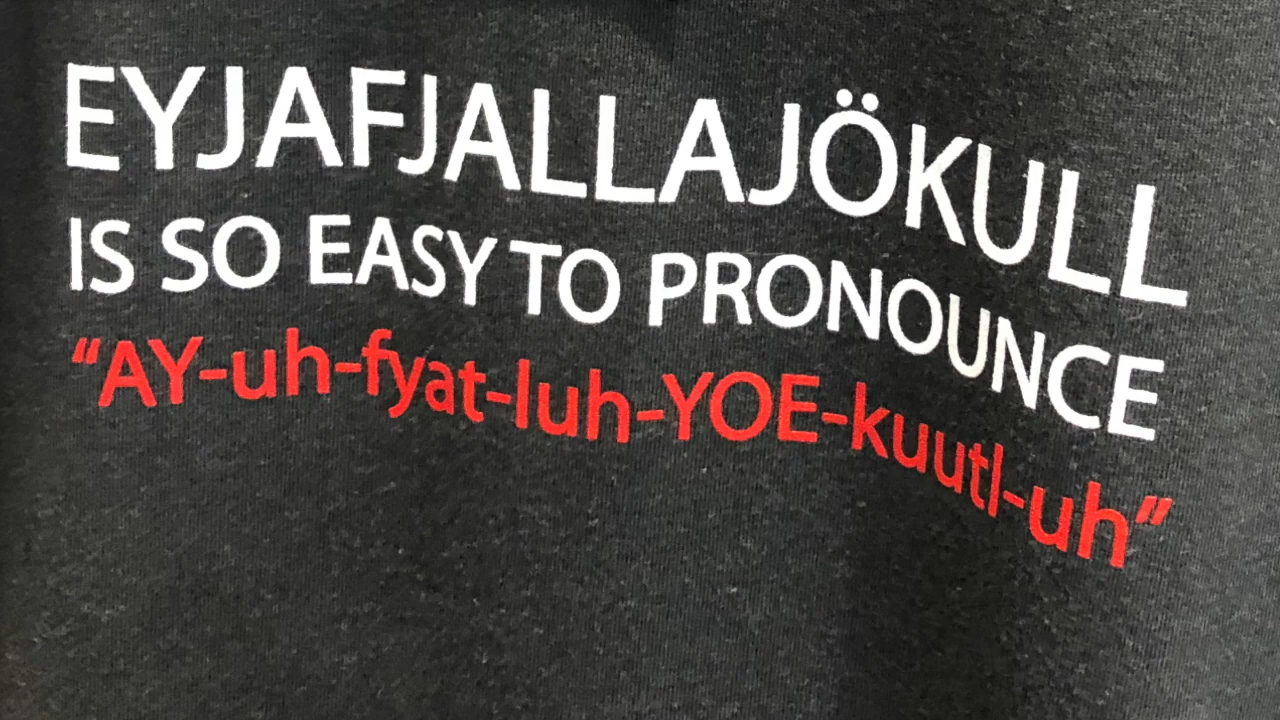 EYJAFJALLAJÖKULL
IS SO EASY TO PRONOUNCE
“AY-uh-fyat-luh-YOE-kuutl-uh”